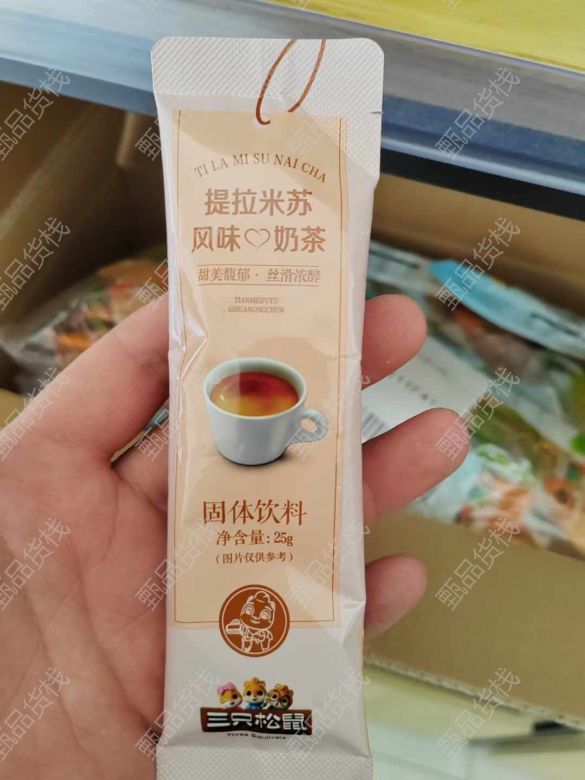 TI LA MI SU NAI CHA
提拉米苏
风味♡奶茶
甜美馥郁·丝滑浓醇
TIANMEIFUYU
SIHUANONGCHUN
固体饮料
净含量:25g
(图片仅供参考)
三只松鼠
Three Squirrels
甄品货栈